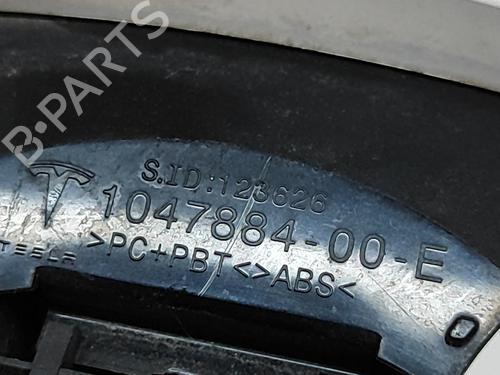 B·PARTS
S.ID:123626
1047884-00-E
TESLA
>PC+PBT<>ABS<
O